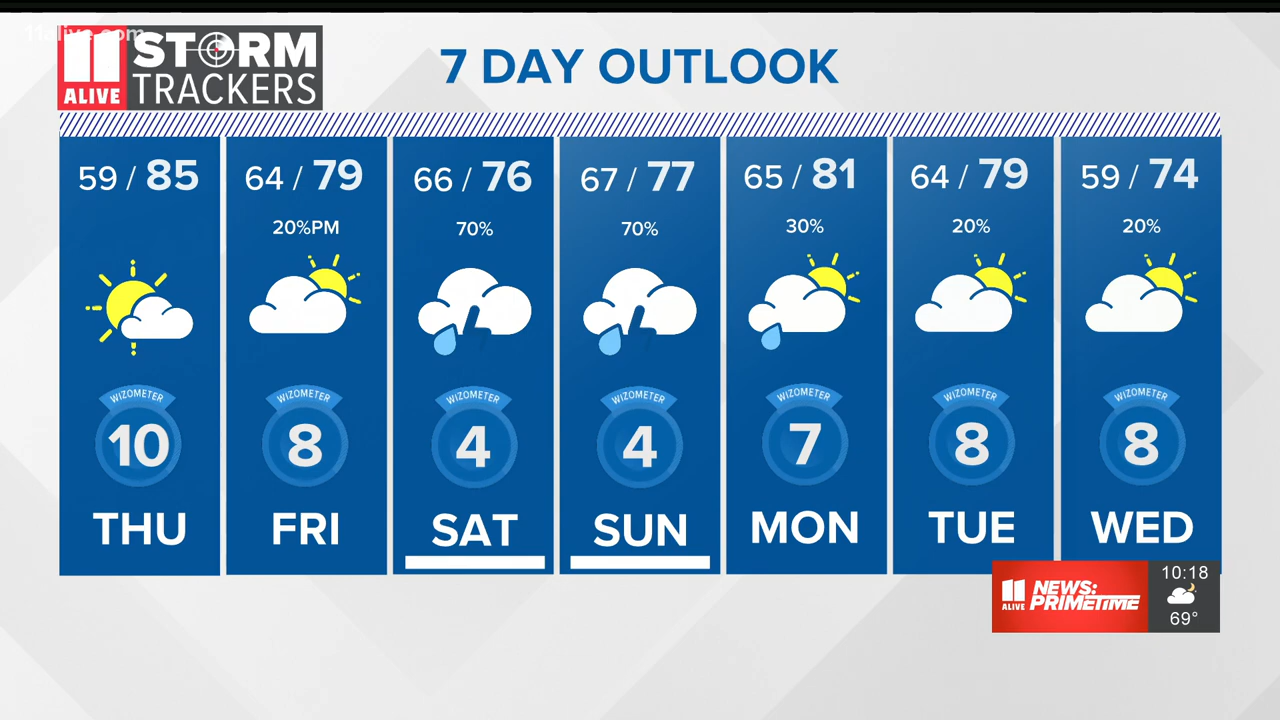 11alive.com
11 ALIVE STORM TRACKERS
7 DAY OUTLOOK
59 / 85
64 / 79
66 / 76
67 / 77
65 / 81
64 / 79
59 / 74
20%PM
70%
70%
30%
20%
20%
WIZOMETER
WIZOMETER
WIZOMETER
WIZOMETER
WIZOMETER
WIZOMETER
WIZOMETER
10
8
4
4
7
8
8
THU
FRI
SAT
SUN
MON
TUE
WED
11 ALIVE NEWS: PRIMETIME
10:18
69°